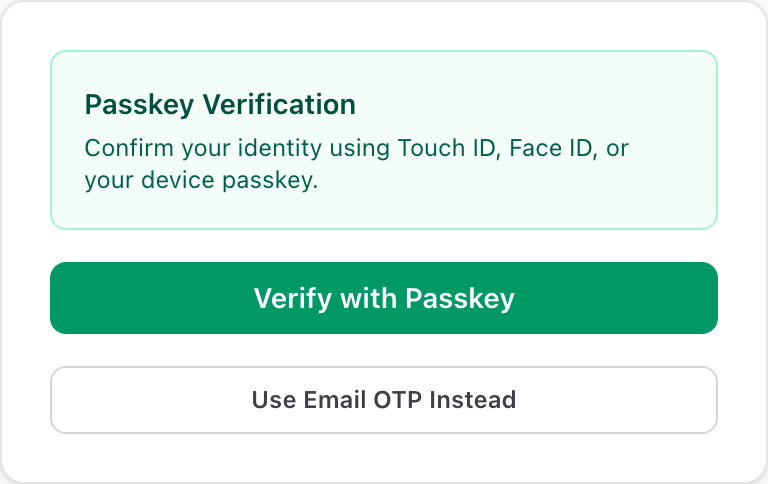 Passkey Verification
Confirm your identity using Touch ID, Face ID, or
your device passkey.
Verify with Passkey
Use Email OTP Instead